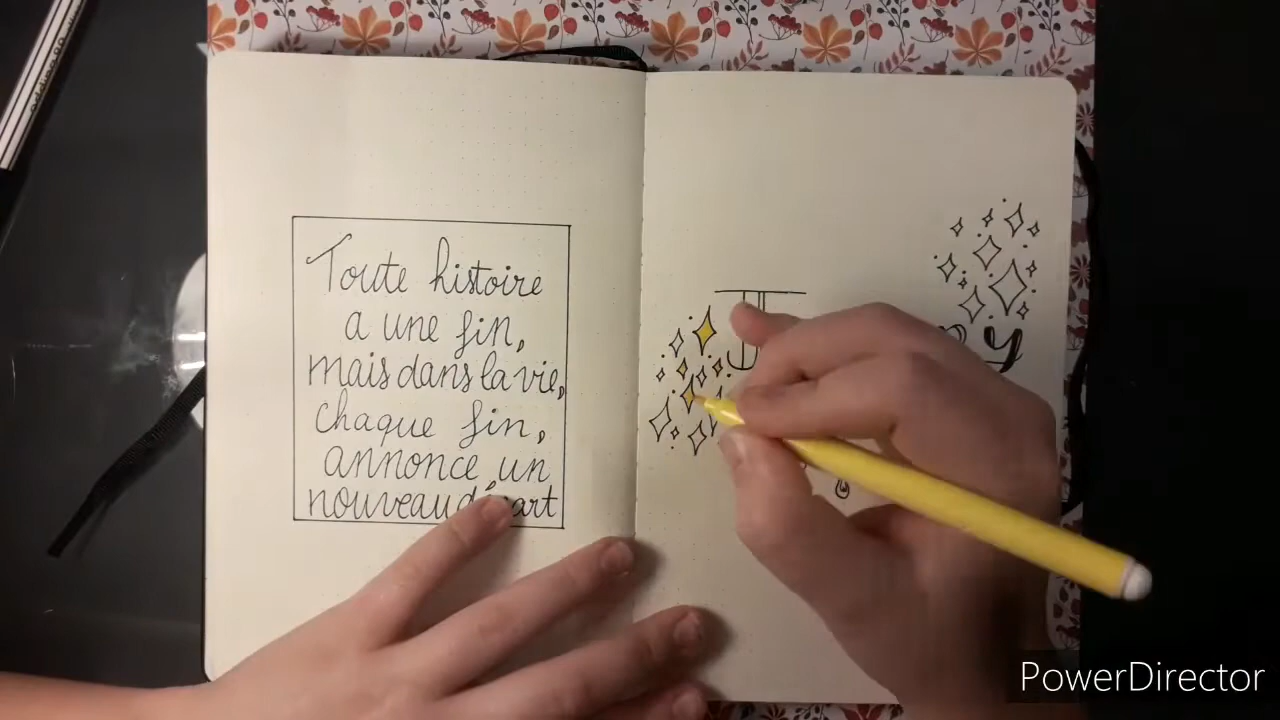 Toute histoire
a une fin,
mais dans la vie,
chaque fin,
annonce un
nouveau
PowerDirector